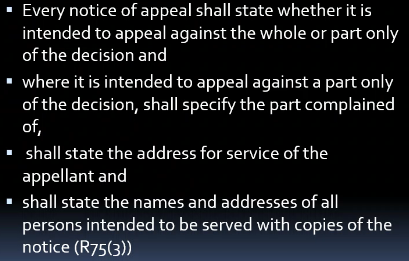 ▪ Every notice of appeal shall state whether it is
intended to appeal against the whole or part only
of the decision and
▪ where it is intended to appeal against a part only
of the decision, shall specify the part complained
of,
▪ shall state the address for service of the
appellant and
▪ shall state the names and addresses of all
persons intended to be served with copies of the
notice (R75(3))